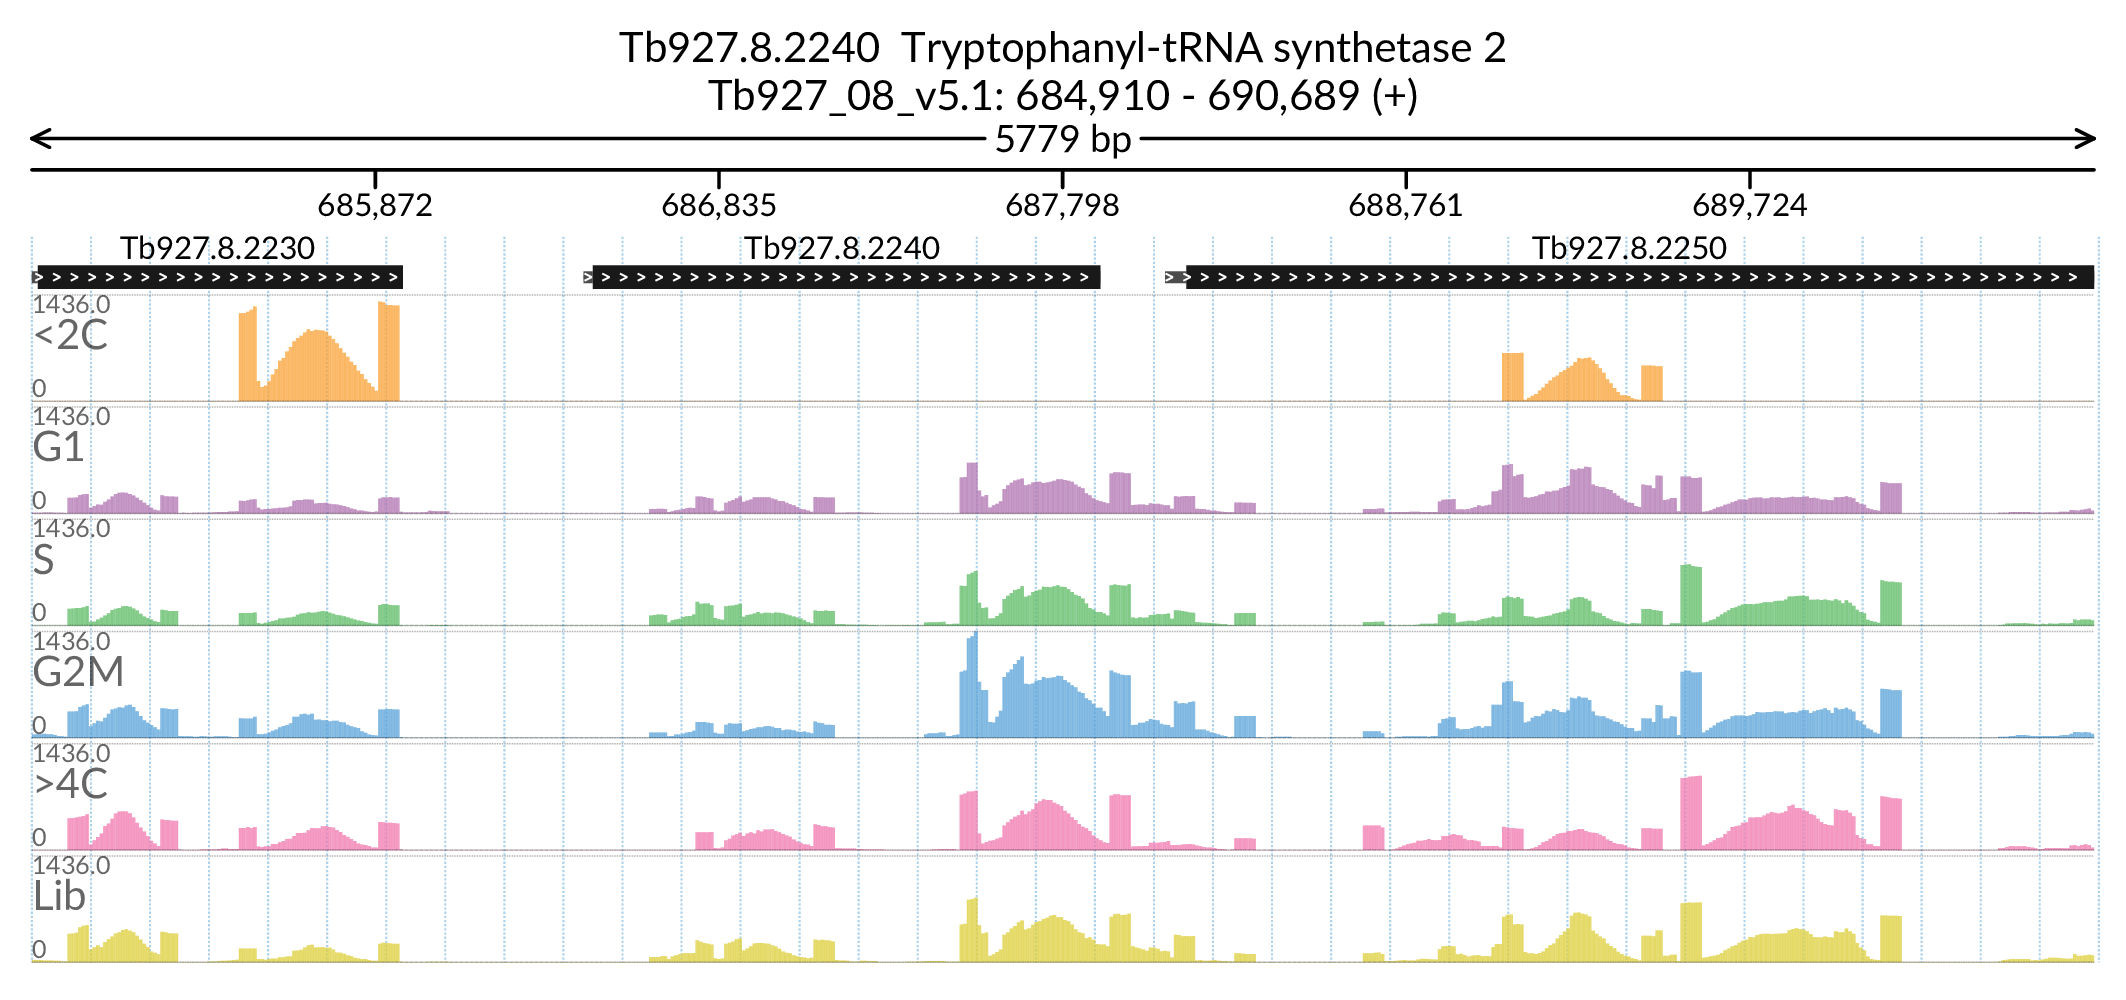 Tb927.8.2240  Tryptophanyl-tRNA synthetase 2
Tb927_08_v5.1: 684,910 - 690,689 (+)
5779 bp
685,872 686,835 687,798 688,761 689,724
Tb927.8.2230 Tb927.8.2240 Tb927.8.2250
1436.0
<2C
0
1436.0
G1
0
1436.0
S
0
1436.0
G2M
0
1436.0
>4C
0
1436.0
Lib
0